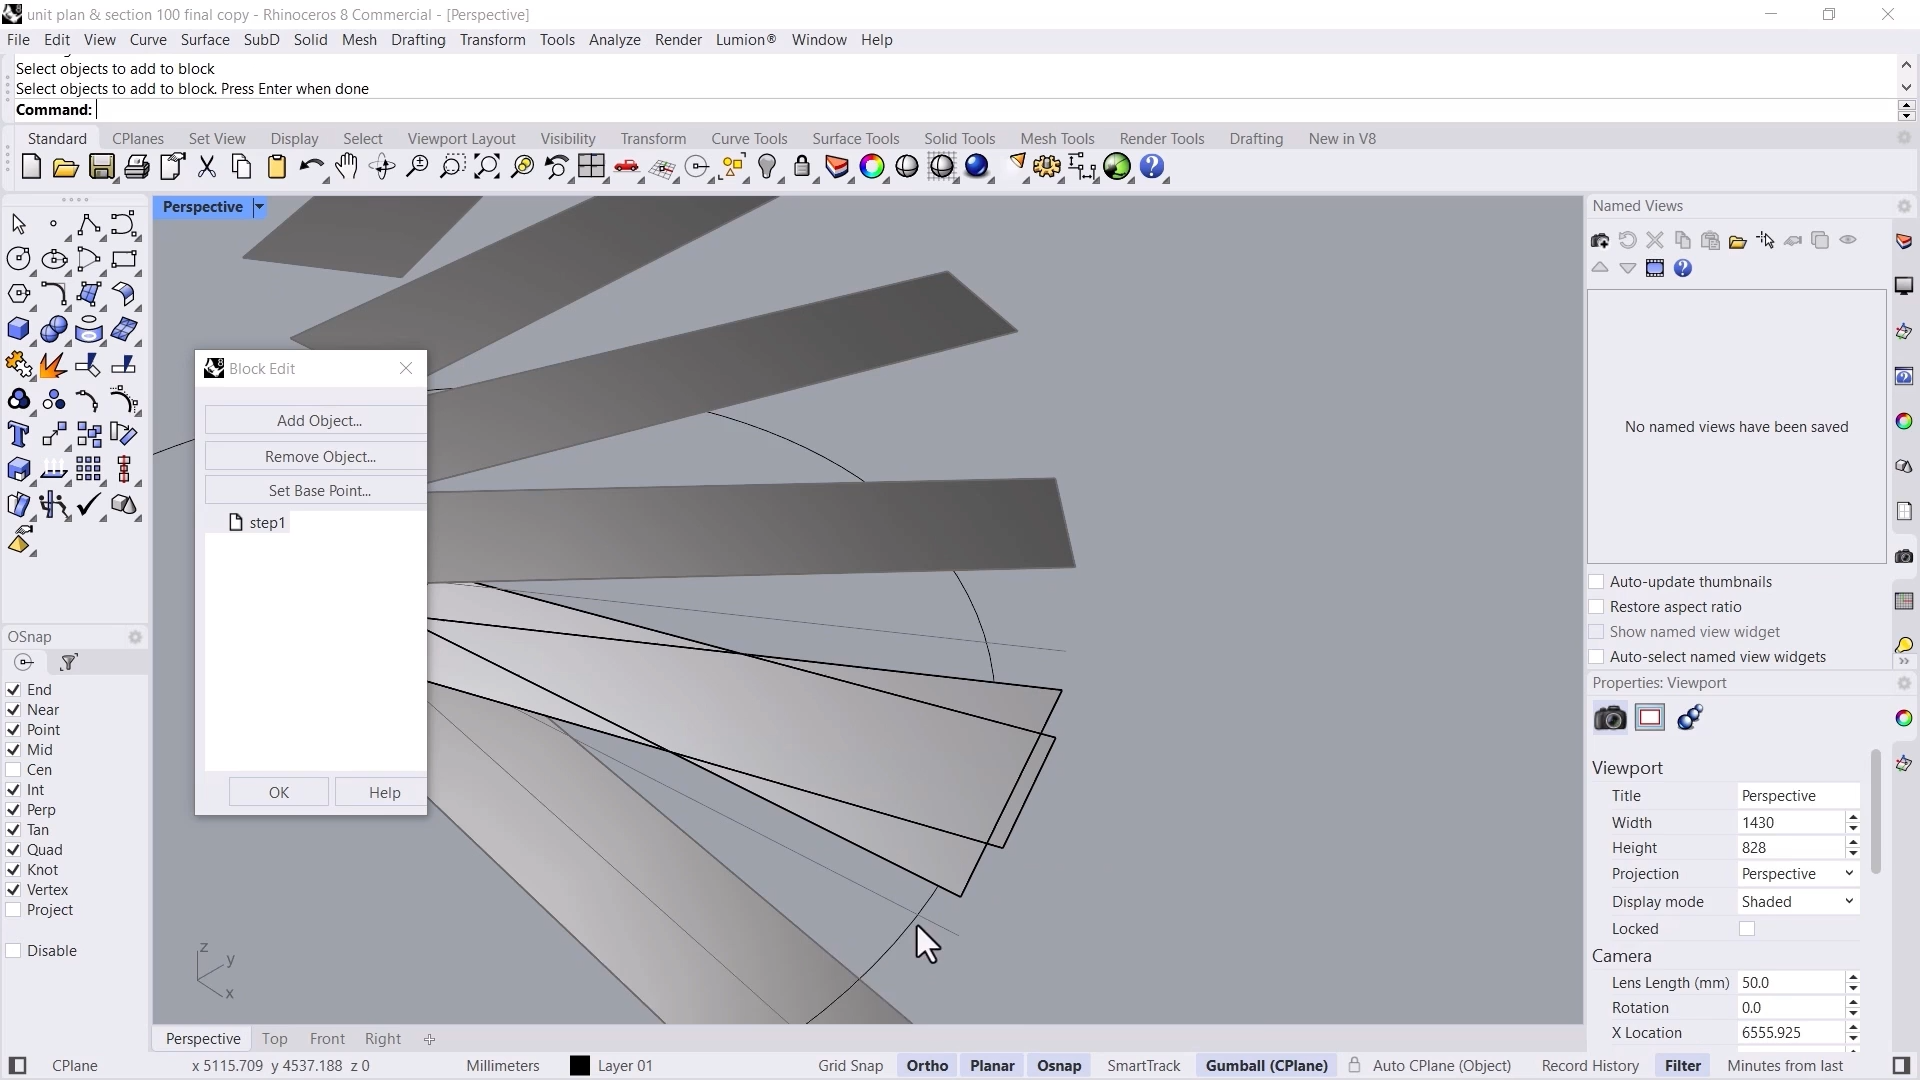 unit plan & section 100 final copy - Rhinoceros 8 Commercial - [Perspective]
File Edit View Curve Surface SubD Solid Mesh Drafting Transform Tools Analyze Render Lumion® Window Help
Select objects to add to block
Select objects to add to block. Press Enter when done
Command:
Standard CPlanes Set View Display Select Viewport Layout Visibility Transform Curve Tools Surface Tools Solid Tools Mesh Tools Render Tools Drafting New in V8
Perspective
Block Edit
Add Object...
Remove Object...
Set Base Point...
step1
OK Help
OSnap
End
Near
Point
Mid
Cen
Int
Perp
Tan
Quad
Knot
Vertex
Project
Disable
z
y
x
Named Views
No named views have been saved
Auto-update thumbnails
Restore aspect ratio
Show named view widget
Auto-select named view widgets
Properties: Viewport
Viewport
Title Perspective
Width 1430
Height 828
Projection Perspective
Display mode Shaded
Locked
Camera
Lens Length (mm) 50.0
Rotation 0.0
X Location 6555.925
Perspective Top Front Right
CPlane x 5115.709 y 4537.188 z 0 Millimeters Layer 01 Grid Snap Ortho Planar Osnap SmartTrack Gumball (CPlane) Auto CPlane (Object) Record History Filter Minutes from last